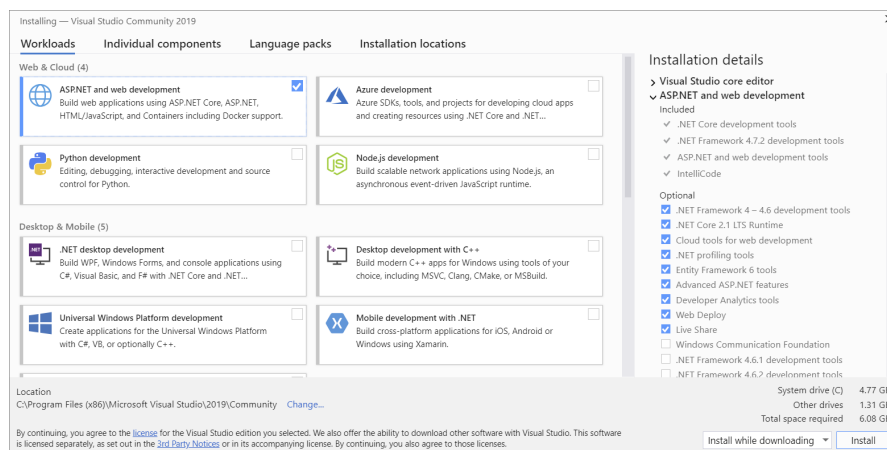 Installing — Visual Studio Community 2019
Workloads
Individual components
Language packs
Installation locations
Web & Cloud (4)
ASP.NET and web development
Build web applications using ASP.NET Core, ASP.NET,
HTML/JavaScript, and Containers including Docker support.
Azure development
Azure SDKs, tools, and projects for developing cloud apps
and creating resources using .NET Core and .NET...
Python development
Editing, debugging, interactive development and source
control for Python.
Node.js development
Build scalable network applications using Node.js, an
asynchronous event-driven JavaScript runtime.
Desktop & Mobile (5)
.NET
.NET desktop development
Build WPF, Windows Forms, and console applications using
C#, Visual Basic, and F# with .NET Core and .NET...
Desktop development with C++
Build modern C++ apps for Windows using tools of your
choice, including MSVC, Clang, CMake, or MSBuild.
Universal Windows Platform development
Create applications for the Universal Windows Platform
with C#, VB, or optionally C++.
Mobile development with .NET
Build cross-platform applications for iOS, Android or
Windows using Xamarin.
Installation details
Visual Studio core editor
ASP.NET and web development
Included
.NET Core development tools
.NET Framework 4.7.2 development tools
ASP.NET and web development tools
IntelliCode
Optional
.NET Framework 4 – 4.6 development tools
.NET Core 2.1 LTS Runtime
Cloud tools for web development
.NET profiling tools
Entity Framework 6 tools
Advanced ASP.NET features
Developer Analytics tools
Web Deploy
Live Share
Windows Communication Foundation
.NET Framework 4.6.1 development tools
.NET Framework 4.6.2 development tools
Location
C:\Program Files (x86)\Microsoft Visual Studio\2019\Community Change...
System drive (C) 4.77 GB
Other drives 1.31 GB
Total space required 6.08 GB
By continuing, you agree to the license for the Visual Studio edition you selected. We also offer the ability to download other software with Visual Studio. This software
is licensed separately, as set out in the 3rd Party Notices or in its accompanying license. By continuing, you also agree to those licenses.
Install while downloading
Install